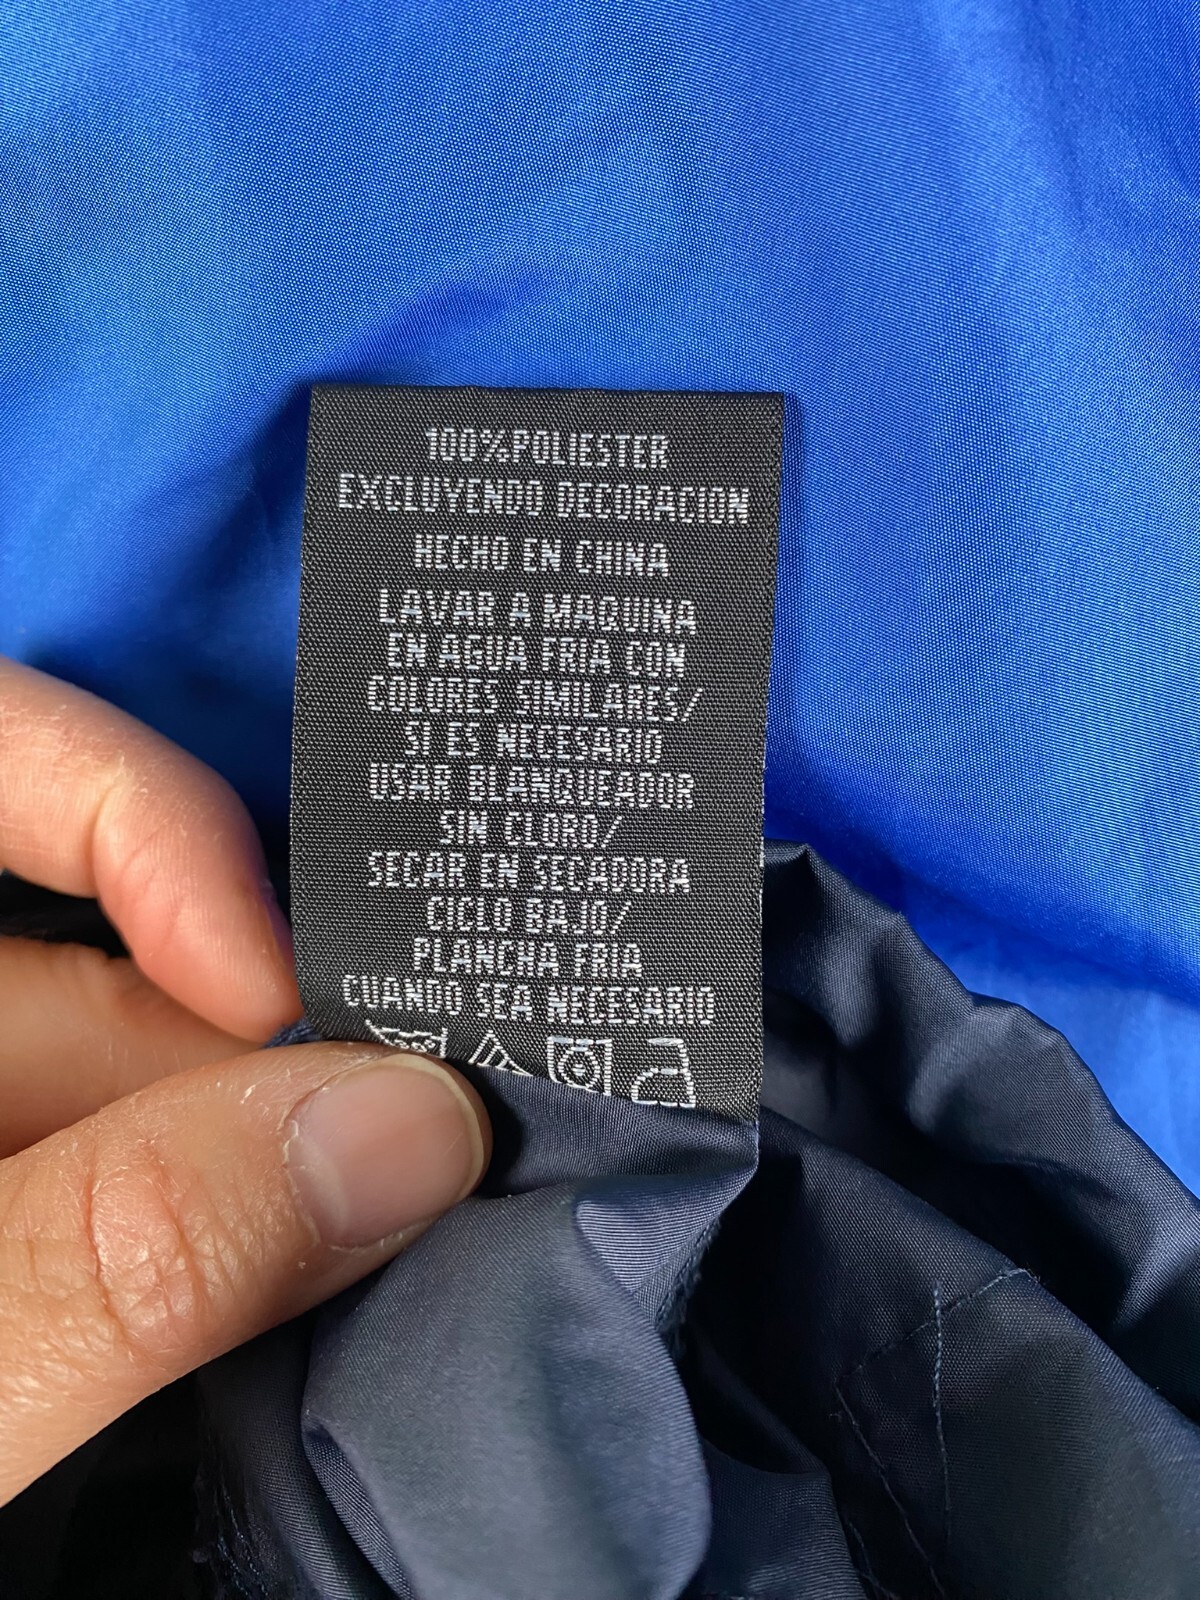 100%POLIESTER
EXCLUYENDO DECORACION
HECHO EN CHINA
LAVAR A MAQUINA
EN AGUA FRIA CON
COLORES SIMILARES/
SI ES NECESARIO
USAR BLANQUEADOR
SIN CLORO/
SECAR EN SECADORA
CICLO BAJO/
PLANCHA FRIA
CUANDO SEA NECESARIO